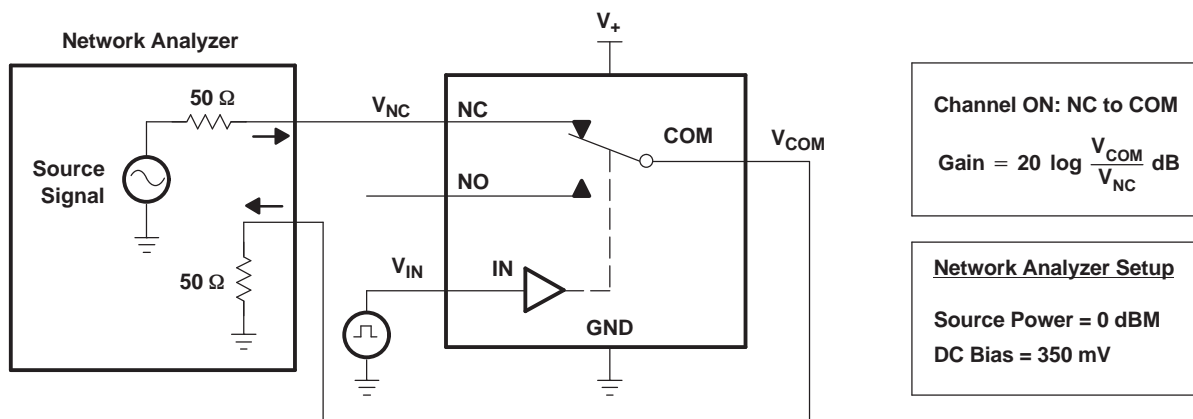 Network Analyzer
50 Ω
Source
Signal
50 Ω
V+
VNC
NC
COM
VCOM
NO
VIN
IN
GND
Channel ON: NC to COM
Gain = 20 log VCOM/VNC dB
Network Analyzer Setup
Source Power = 0 dBM
DC Bias = 350 mV